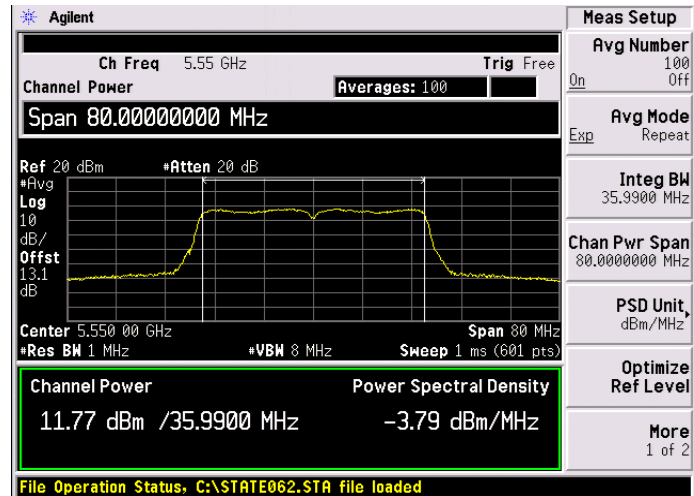 Agilent
Meas Setup
Ch Freq 5.55 GHz Trig Free
Channel Power Averages: 100
Span 80.00000000 MHz
Ref 20 dBm #Atten 20 dB
#Avg
Log
10
dB/
Offst
13.1
dB
Center 5.550 00 GHz Span 80 MHz
#Res BW 1 MHz #VBW 8 MHz Sweep 1 ms (601 pts)
Channel Power Power Spectral Density
11.77 dBm /35.9900 MHz -3.79 dBm/MHz
File Operation Status, C:\STATE062.STA file loaded
Avg Number
100
On Off
Avg Mode
Exp Repeat
Integ BW
35.9900 MHz
Chan Pwr Span
80.0000000 MHz
PSD Unit
dBm/MHz
Optimize
Ref Level
More
1 of 2